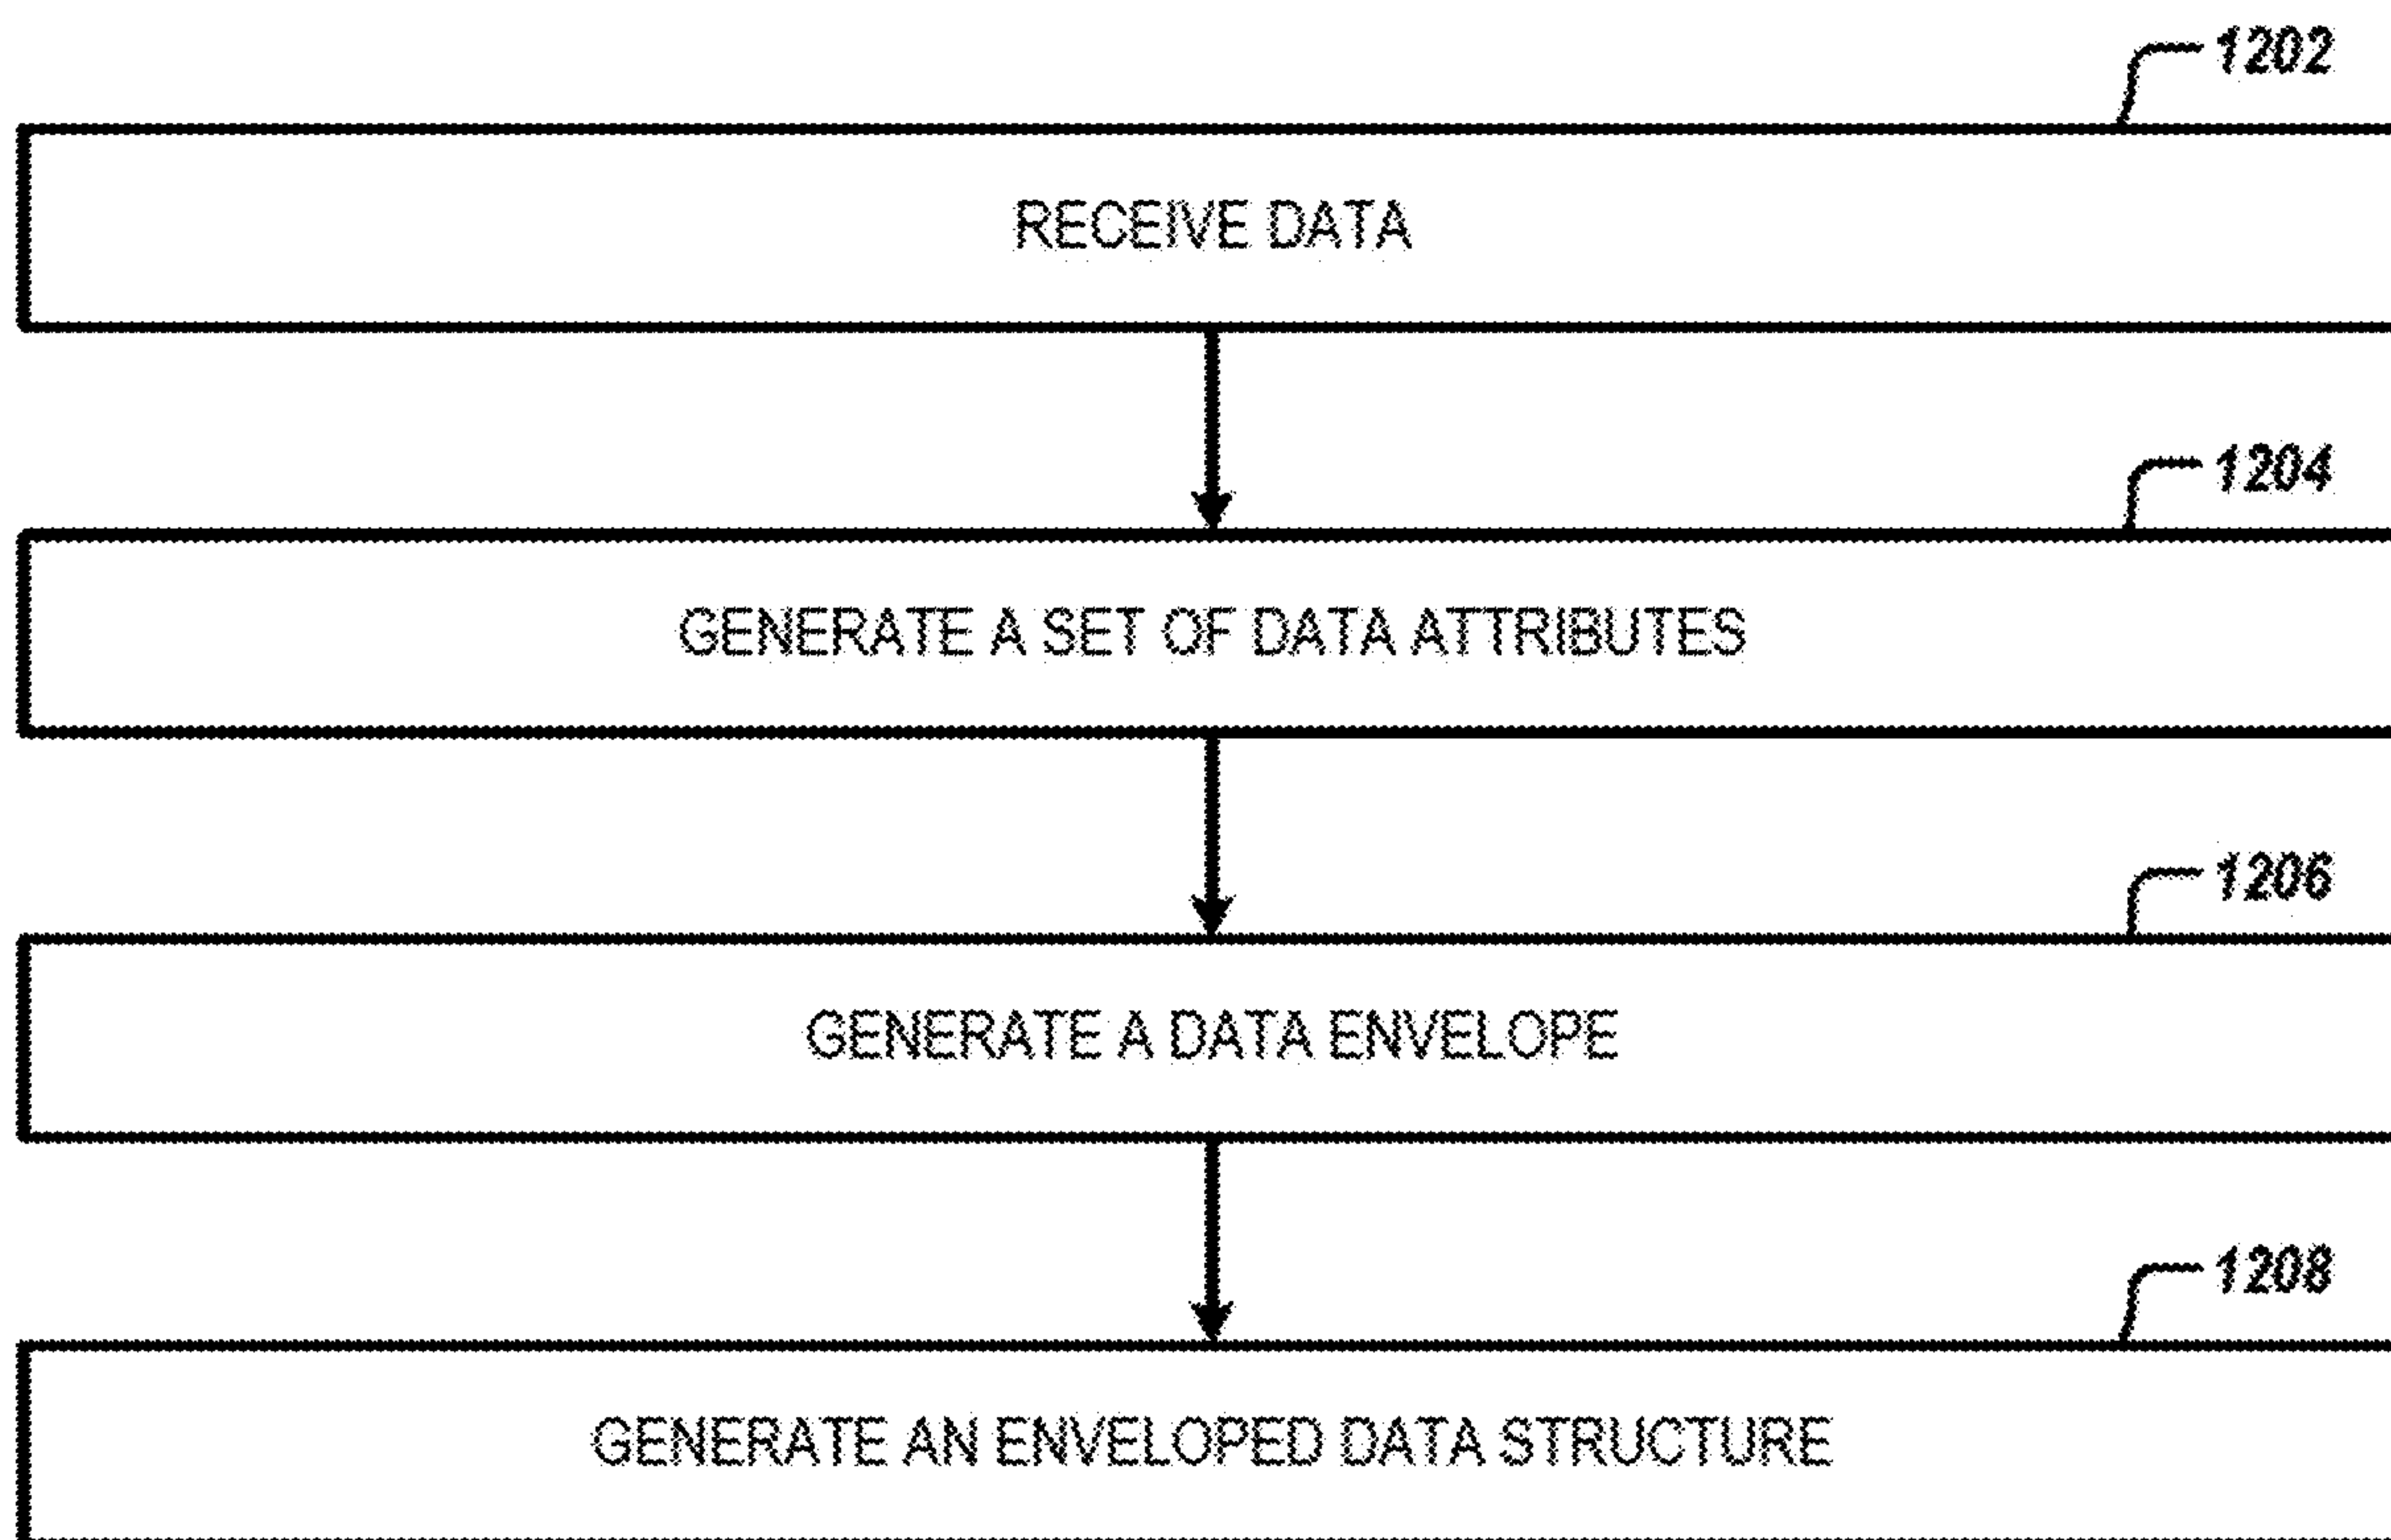 1202
RECEIVE DATA
1204
GENERATE A SET OF DATA ATTRIBUTES
1206
GENERATE A DATA ENVELOPE
1208
GENERATE AN ENVELOPED DATA STRUCTURE